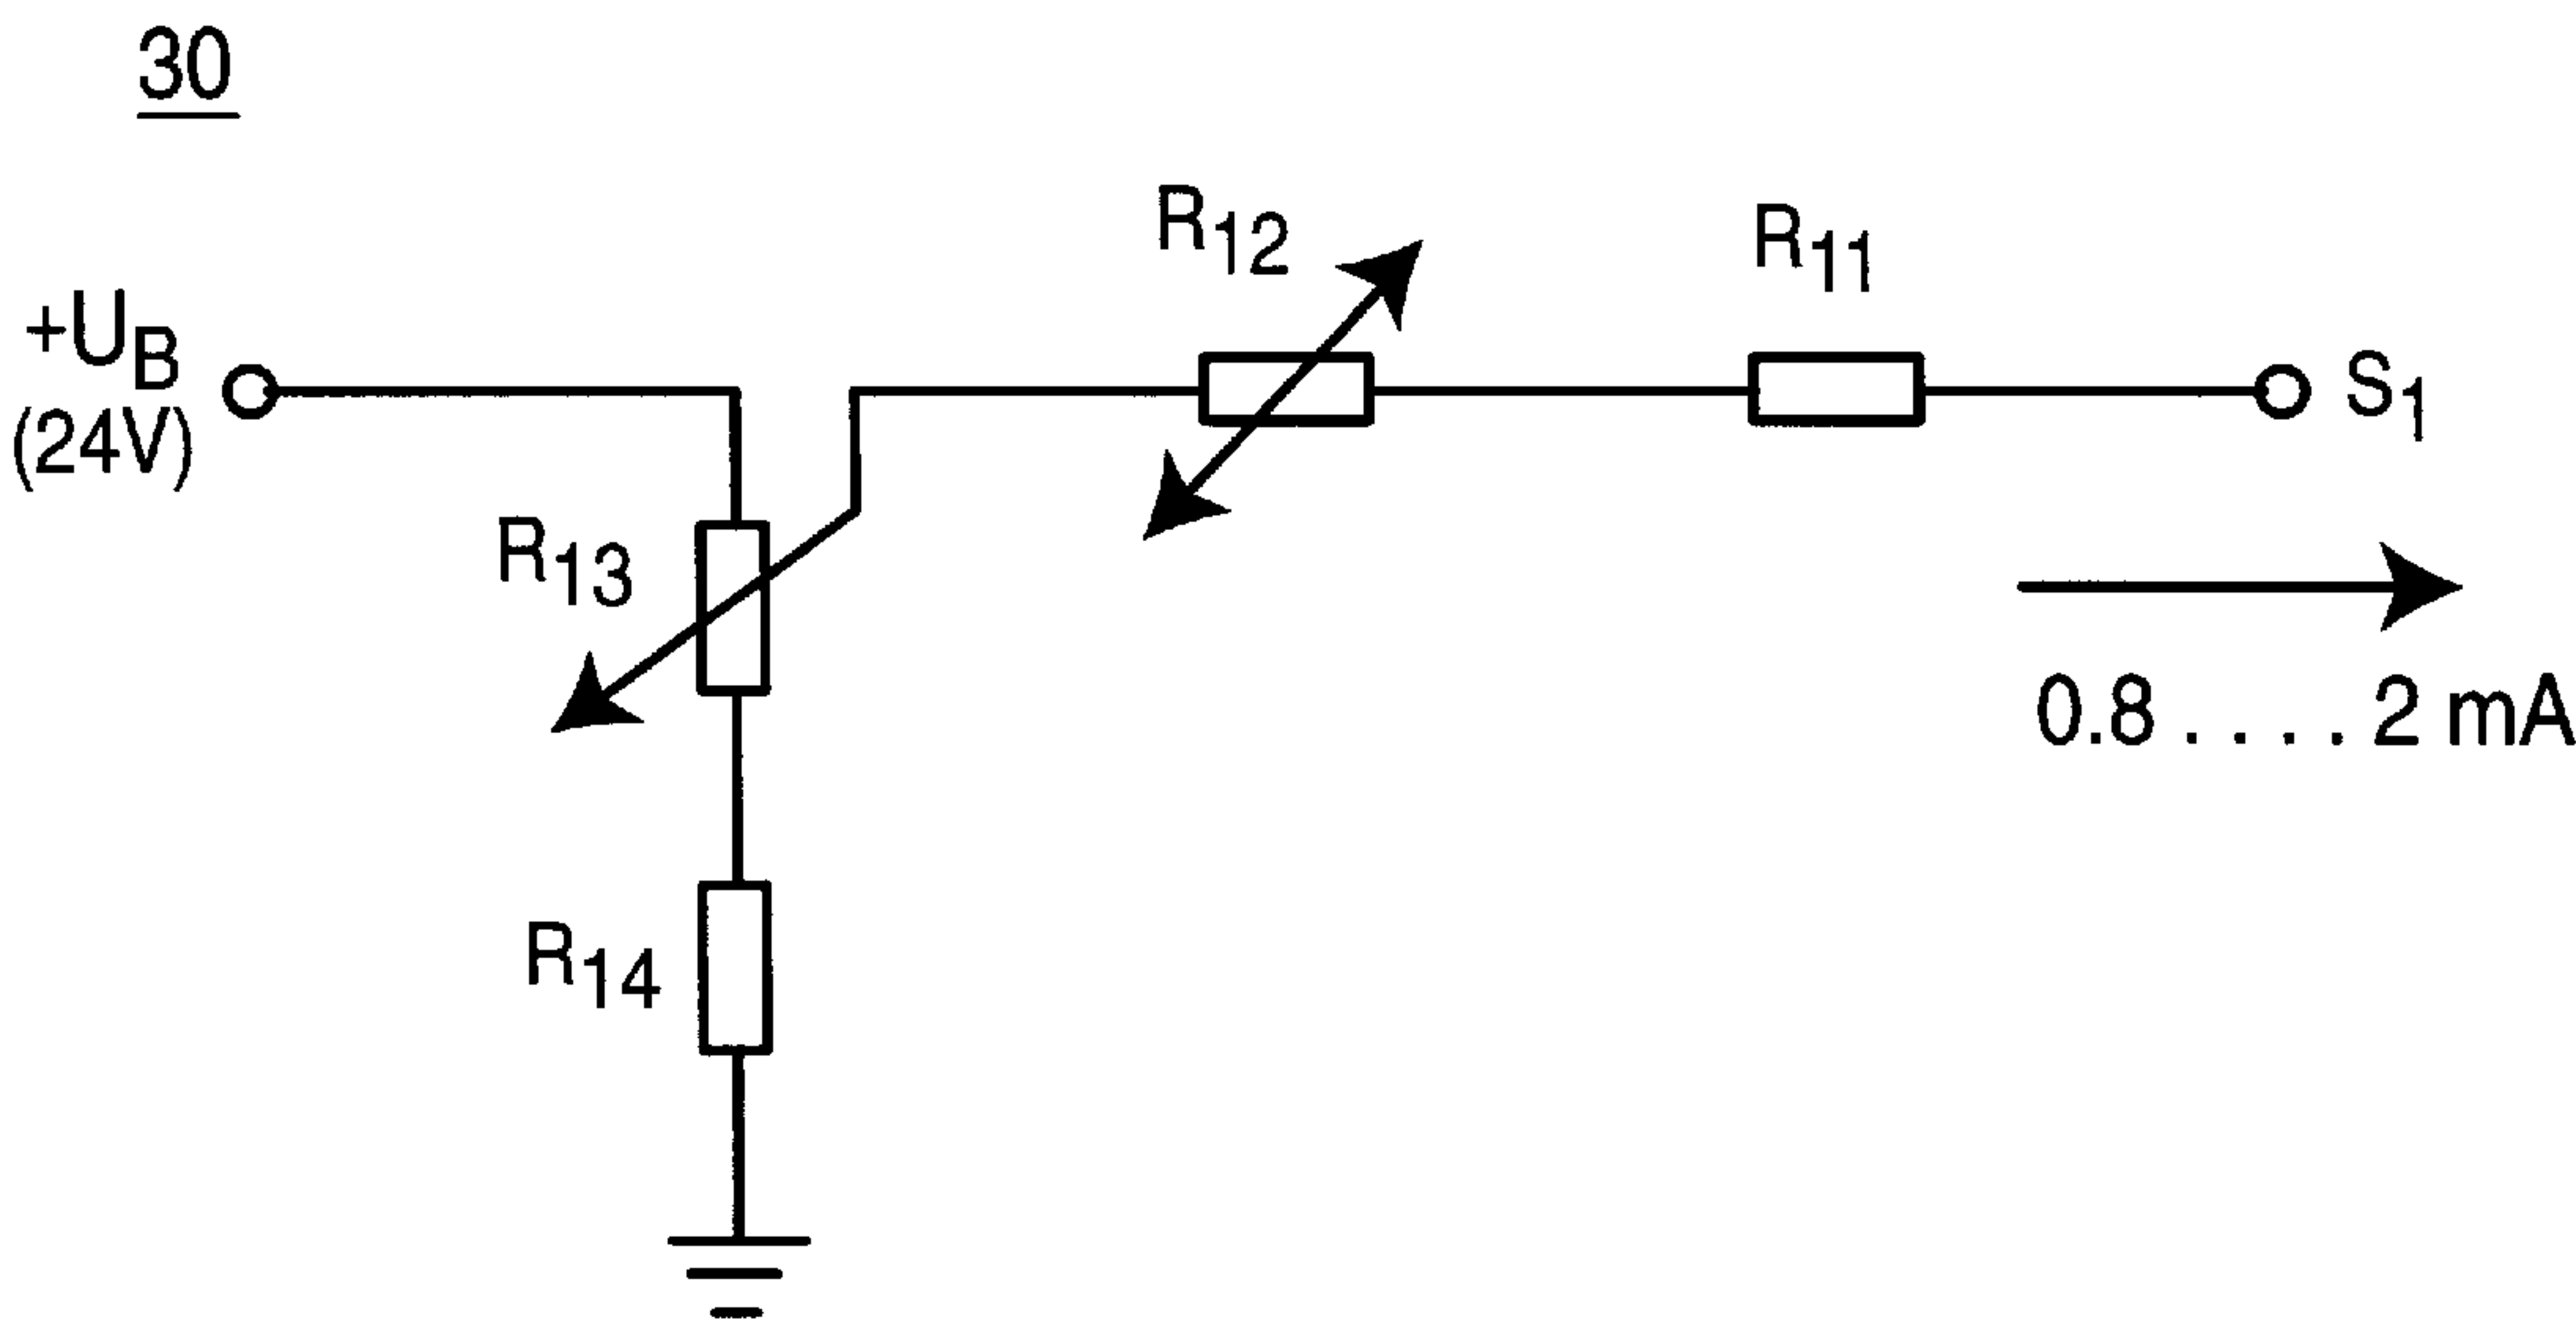 30
R12
R11
+UB
(24V)
S1
R13
0.8 . . . . 2 mA
R14